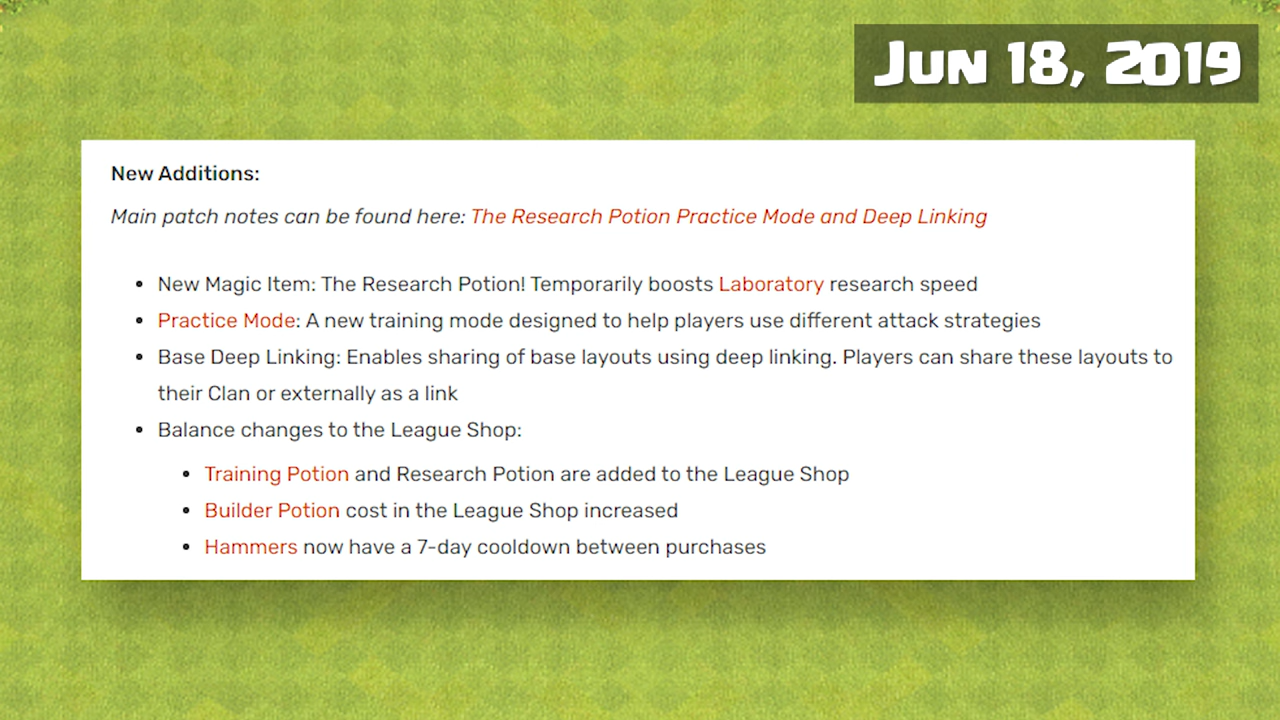 Jun 18, 2019
New Additions:
Main patch notes can be found here: The Research Potion Practice Mode and Deep Linking
• New Magic Item: The Research Potion! Temporarily boosts Laboratory research speed
• Practice Mode: A new training mode designed to help players use different attack strategies
• Base Deep Linking: Enables sharing of base layouts using deep linking. Players can share these layouts to
their Clan or externally as a link
• Balance changes to the League Shop:
• Training Potion and Research Potion are added to the League Shop
• Builder Potion cost in the League Shop increased
• Hammers now have a 7-day cooldown between purchases